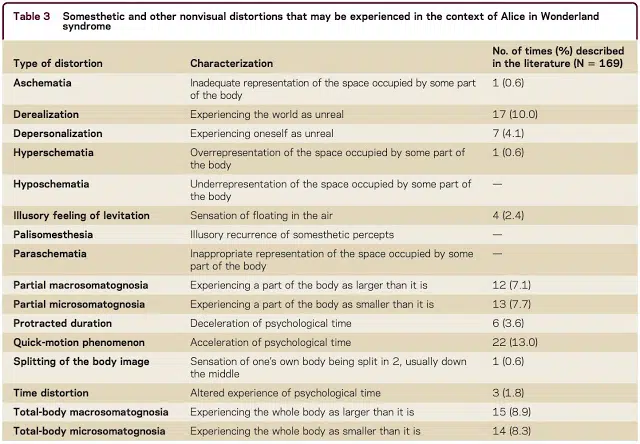 Table 3 Somesthetic and other nonvisual distortions that may be experienced in the context of Alice in Wonderland
syndrome
Type of distortion Characterization No. of times (%) described
in the literature (N = 169)
Aschematia Inadequate representation of the space occupied by some part 1 (0.6)
of the body
Derealization Experiencing the world as unreal 17 (10.0)
Depersonalization Experiencing oneself as unreal 7 (4.1)
Hyperschematia Overrepresentation of the space occupied by some part of 1 (0.6)
the body
Hyposchematia Underrepresentation of the space occupied by some part of —
the body
Illusory feeling of levitation Sensation of floating in the air 4 (2.4)
Palisomesthesia Illusory recurrence of somesthetic percepts —
Paraschematia Inappropriate representation of the space occupied by some —
part of the body
Partial macrosomatognosia Experiencing a part of the body as larger than it is 12 (7.1)
Partial microsomatognosia Experiencing a part of the body as smaller than it is 13 (7.7)
Protracted duration Deceleration of psychological time 6 (3.6)
Quick-motion phenomenon Acceleration of psychological time 22 (13.0)
Splitting of the body image Sensation of one's own body being split in 2, usually down 1 (0.6)
the middle
Time distortion Altered experience of psychological time 3 (1.8)
Total-body macrosomatognosia Experiencing the whole body as larger than it is 15 (8.9)
Total-body microsomatognosia Experiencing the whole body as smaller than it is 14 (8.3)